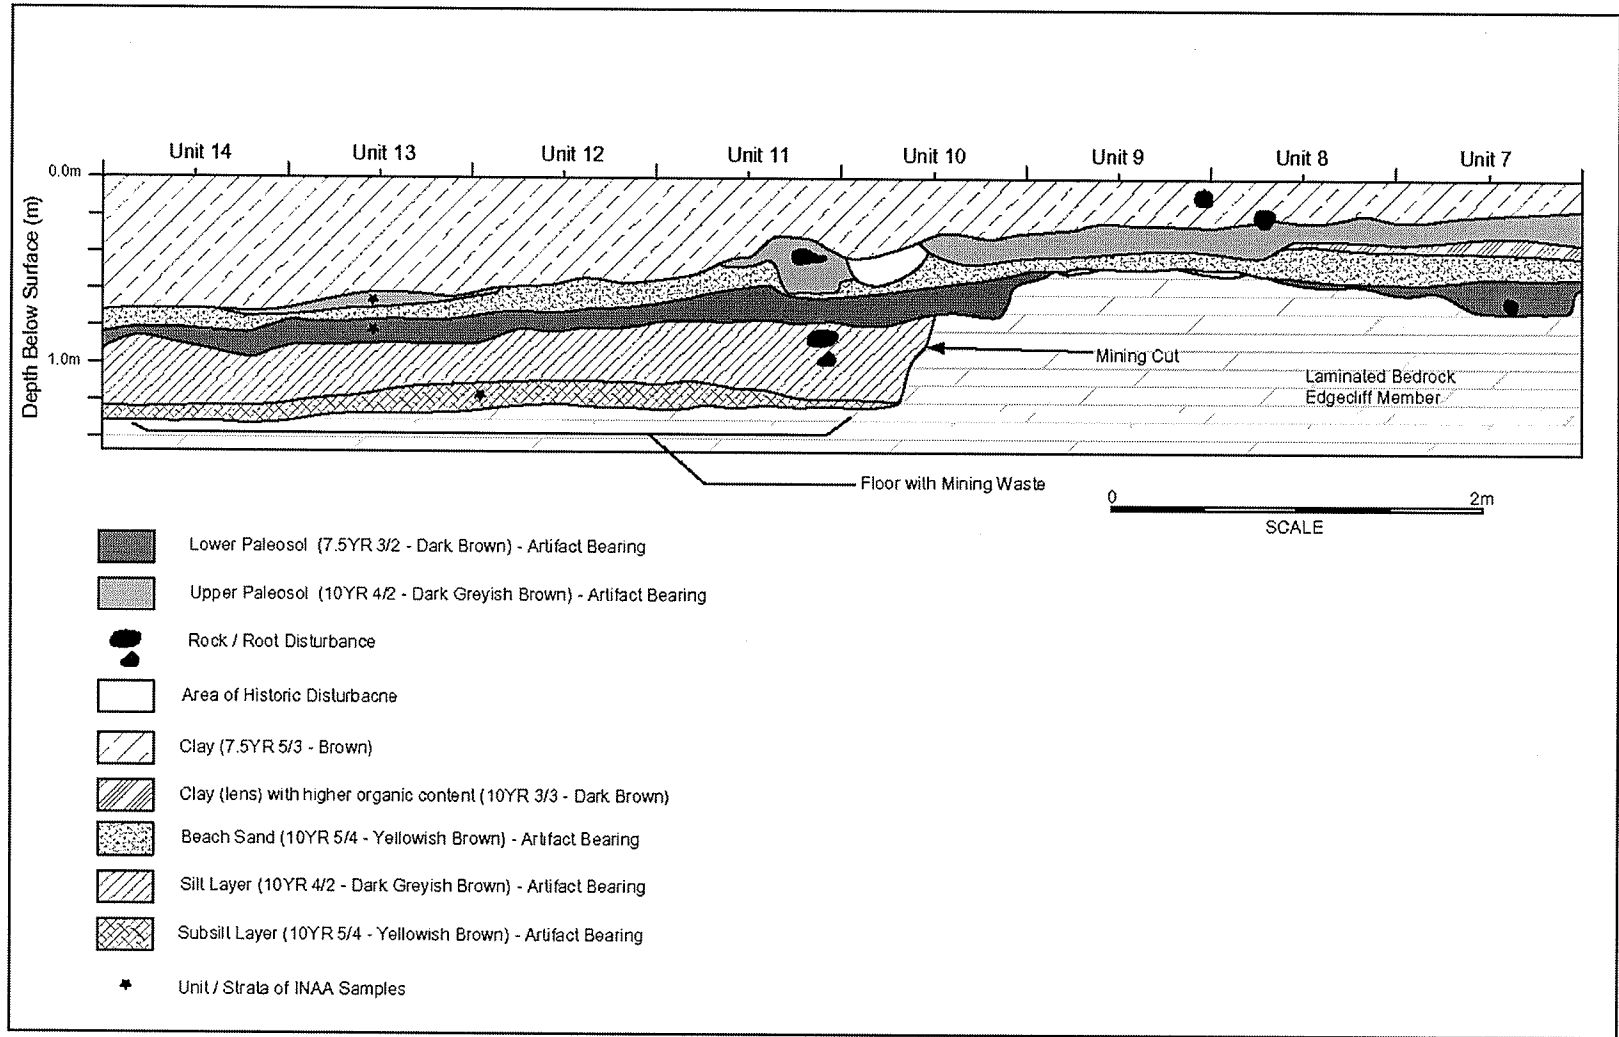 Unit 14 Unit 13 Unit 12 Unit 11 Unit 10 Unit 9 Unit 8 Unit 7
0.0m
Depth Below Surface (m)
1.0m
Mining Cut
Laminated Bedrock
Edgecliff Member
Floor with Mining Waste
0 2m
SCALE
Lower Paleosol (7.5YR 3/2 - Dark Brown) - Artifact Bearing
Upper Paleosol (10YR 4/2 - Dark Greyish Brown) - Artifact Bearing
Rock / Root Disturbance
Area of Historic Disturbacne
Clay (7.5YR 5/3 - Brown)
Clay (lens) with higher organic content (10YR 3/3 - Dark Brown)
Beach Sand (10YR 5/4 - Yellowish Brown) - Artifact Bearing
Silt Layer (10YR 4/2 - Dark Greyish Brown) - Artifact Bearing
Subsilt Layer (10YR 5/4 - Yellowish Brown) - Artifact Bearing
Unit / Strata of INAA Samples